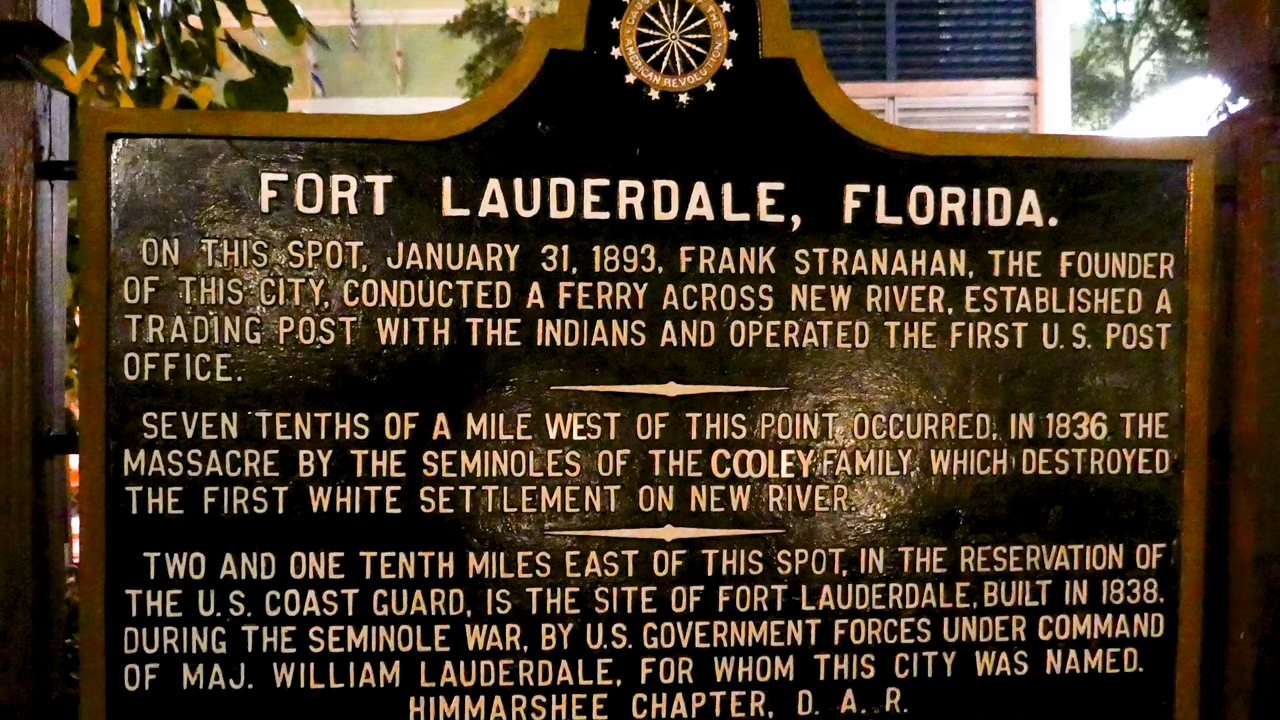 THE
AMERICAN REVOLUTION
FORT LAUDERDALE, FLORIDA.
ON THIS SPOT, JANUARY 31, 1893, FRANK STRANAHAN, THE FOUNDER
OF THIS CITY, CONDUCTED A FERRY ACROSS NEW RIVER, ESTABLISHED A
TRADING POST WITH THE INDIANS AND OPERATED THE FIRST U.S. POST
OFFICE.
SEVEN TENTHS OF A MILE WEST OF THIS POINT OCCURRED, IN 1836, THE
MASSACRE BY THE SEMINOLES OF THE COOLEY FAMILY, WHICH DESTROYED
THE FIRST WHITE SETTLEMENT ON NEW RIVER.
TWO AND ONE TENTH MILES EAST OF THIS SPOT, IN THE RESERVATION OF
THE U.S. COAST GUARD, IS THE SITE OF FORT LAUDERDALE, BUILT IN 1838.
DURING THE SEMINOLE WAR, BY U.S. GOVERNMENT FORCES UNDER COMMAND
OF MAJ. WILLIAM LAUDERDALE, FOR WHOM THIS CITY WAS NAMED.
HIMMARSHEE CHAPTER, D. A. R.